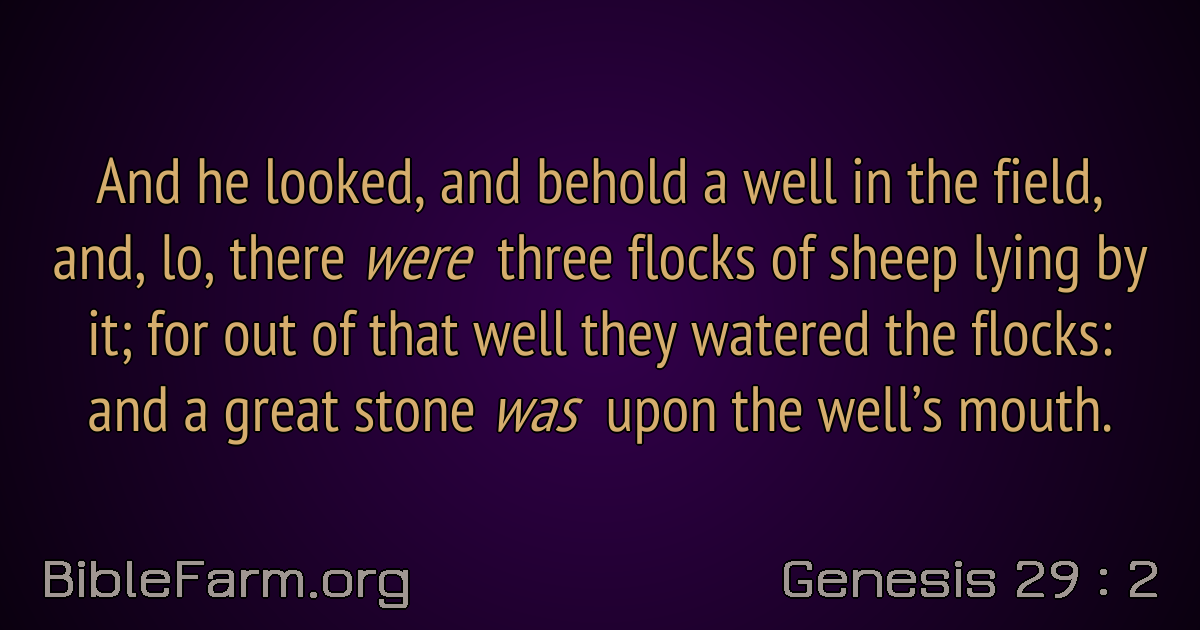 And he looked, and behold a well in the field,
and, lo, there were three flocks of sheep lying by
it; for out of that well they watered the flocks:
and a great stone was upon the well’s mouth.
BibleFarm.org
Genesis 29 : 2